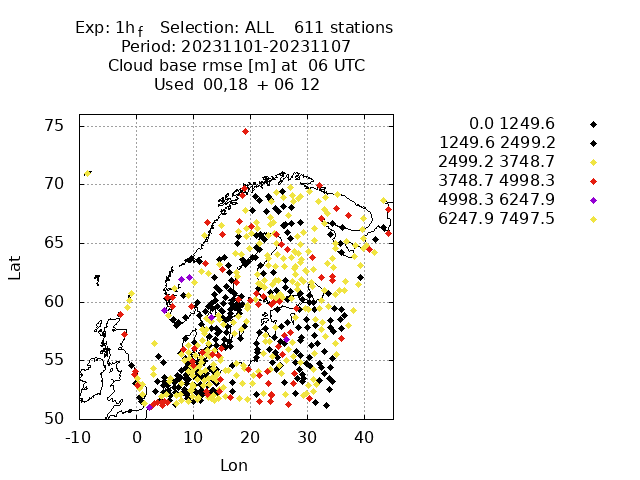 Exp: 1h f Selection: ALL 611 stations
Period: 20231101-20231107
Cloud base rmse [m] at 06 UTC
Used 00,18 + 06 12
75
70
65
60
55
50
-10 0 10 20 30 40
Lat
Lon
0.0 1249.6
1249.6 2499.2
2499.2 3748.7
3748.7 4998.3
4998.3 6247.9
6247.9 7497.5